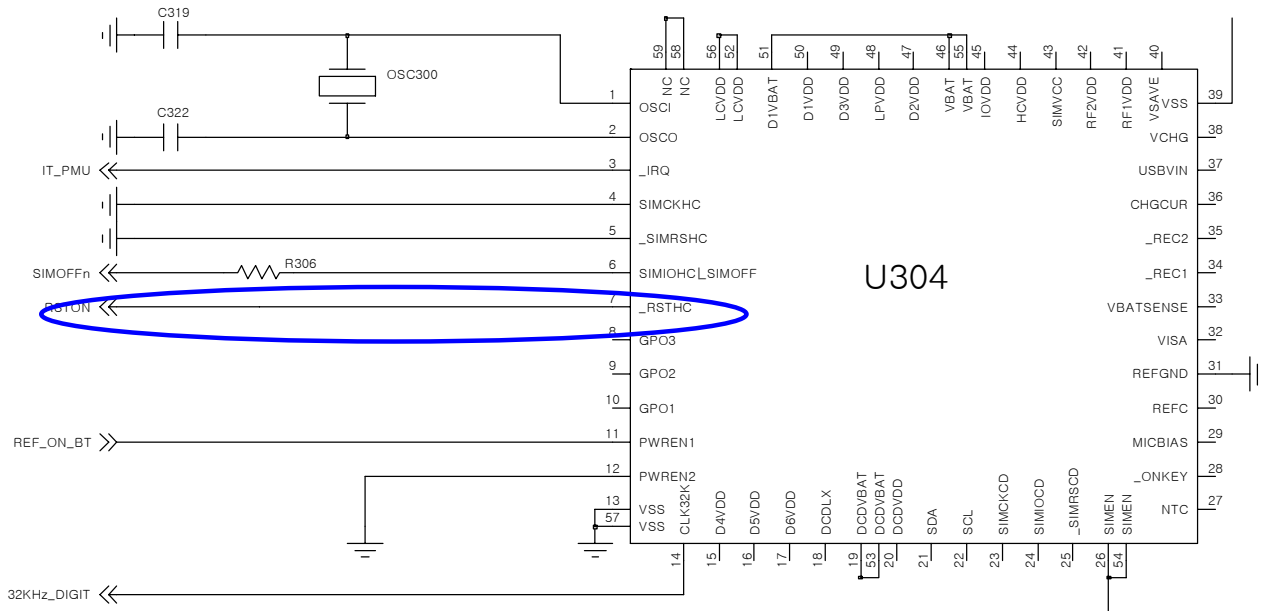 C319
59
58
56
52
51
50
49
48
47
46
55
45
44
43
42
41
40
NC
NC
LCVDD
LCVDD
D1VBAT
D1VDD
D3VDD
LPVDD
D2VDD
VBAT
VBAT
IOVDD
HCVDD
SIMVCC
RF2VDD
RF1VDD
VSAVE
OSC300
1
OSCI
VSS
39
C322
2
OSCO
VCHG
38
IT_PMU
3
_IRQ
USBVIN
37
4
SIMCKHC
CHGCUR
36
5
_SIMRSHC
_REC2
35
SIMOFFn
R306
6
SIMIOHC_SIMOFF
U304
_REC1
34
RSTON
7
_RSTHC
VBATSENSE
33
8
GPO3
VISA
32
9
GPO2
REFGND
31
10
GPO1
REFC
30
REF_ON_BT
11
PWREN1
MICBIAS
29
12
PWREN2
_ONKEY
28
13
VSS
NTC
27
57
VSS
CLK32K
D4VDD
D5VDD
D6VDD
DCDLX
DCDVBAT
DCDVBAT
DCDVDD
SDA
SCL
SIMCKCD
SIMIOCD
_SIMRSCD
SIMEN
SIMEN
14
15
16
17
18
19
53
20
21
22
23
24
25
26
54
32KHz_DIGIT